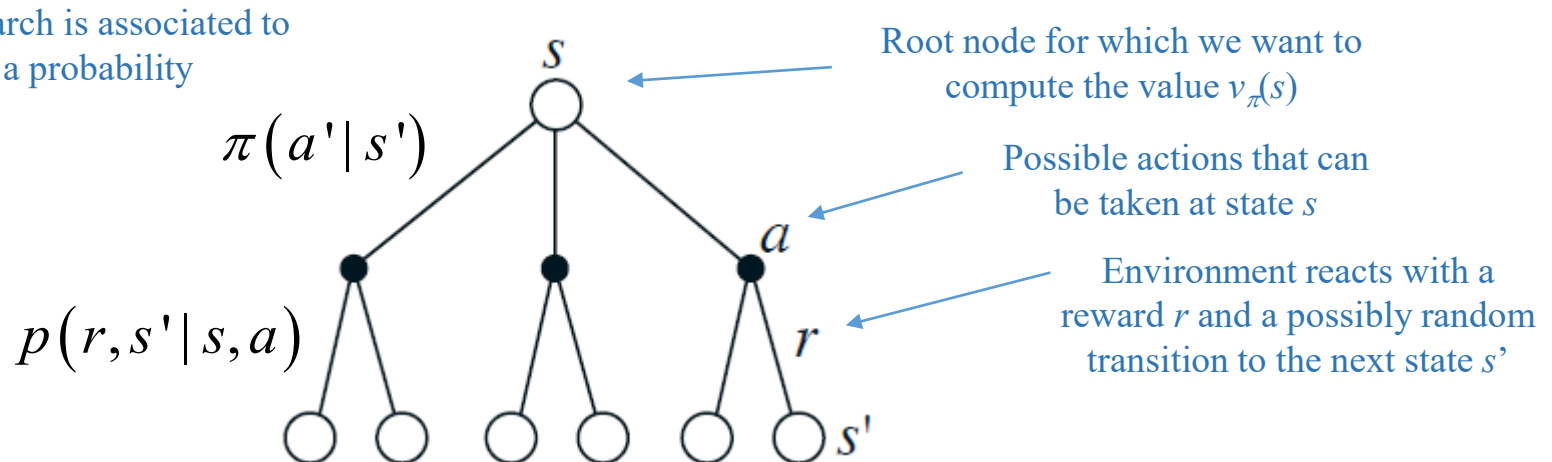 arch is associated to
a probability
s
Root node for which we want to
compute the value vπ(s)
π(a'|s')
Possible actions that can
be taken at state s
a
Environment reacts with a
reward r and a possibly random
transition to the next state s’
r
p(r,s'|s,a)
s'